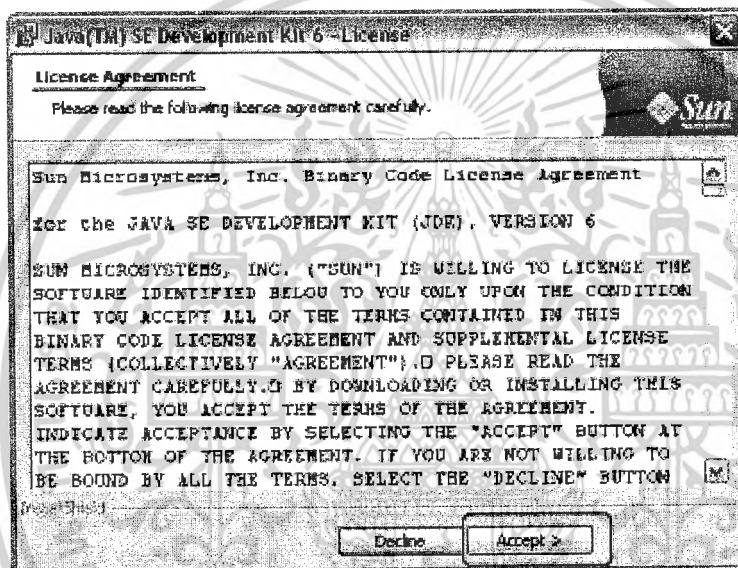 Java(TM) SE Development Kit 6 - License
License Agreement
Please read the following license agreement carefully.
Sun
Sun Microsystems, Inc. Binary Code License Agreement
for the JAVA SE DEVELOPMENT KIT (JDK), VERSION 6
SUN MICROSYSTEMS, INC. ("SUN") IS WILLING TO LICENSE THE
SOFTWARE IDENTIFIED BELOW TO YOU ONLY UPON THE CONDITION
THAT YOU ACCEPT ALL OF THE TERMS CONTAINED IN THIS
BINARY CODE LICENSE AGREEMENT AND SUPPLEMENTAL LICENSE
TERMS (COLLECTIVELY "AGREEMENT").□ PLEASE READ THE
AGREEMENT CAREFULLY.□ BY DOWNLOADING OR INSTALLING THIS
SOFTWARE, YOU ACCEPT THE TERMS OF THE AGREEMENT.
INDICATE ACCEPTANCE BY SELECTING THE "ACCEPT" BUTTON AT
THE BOTTOM OF THE AGREEMENT. IF YOU ARE NOT WILLING TO
BE BOUND BY ALL THE TERMS, SELECT THE "DECLINE" BUTTON
InstallShield
Decline
Accept >